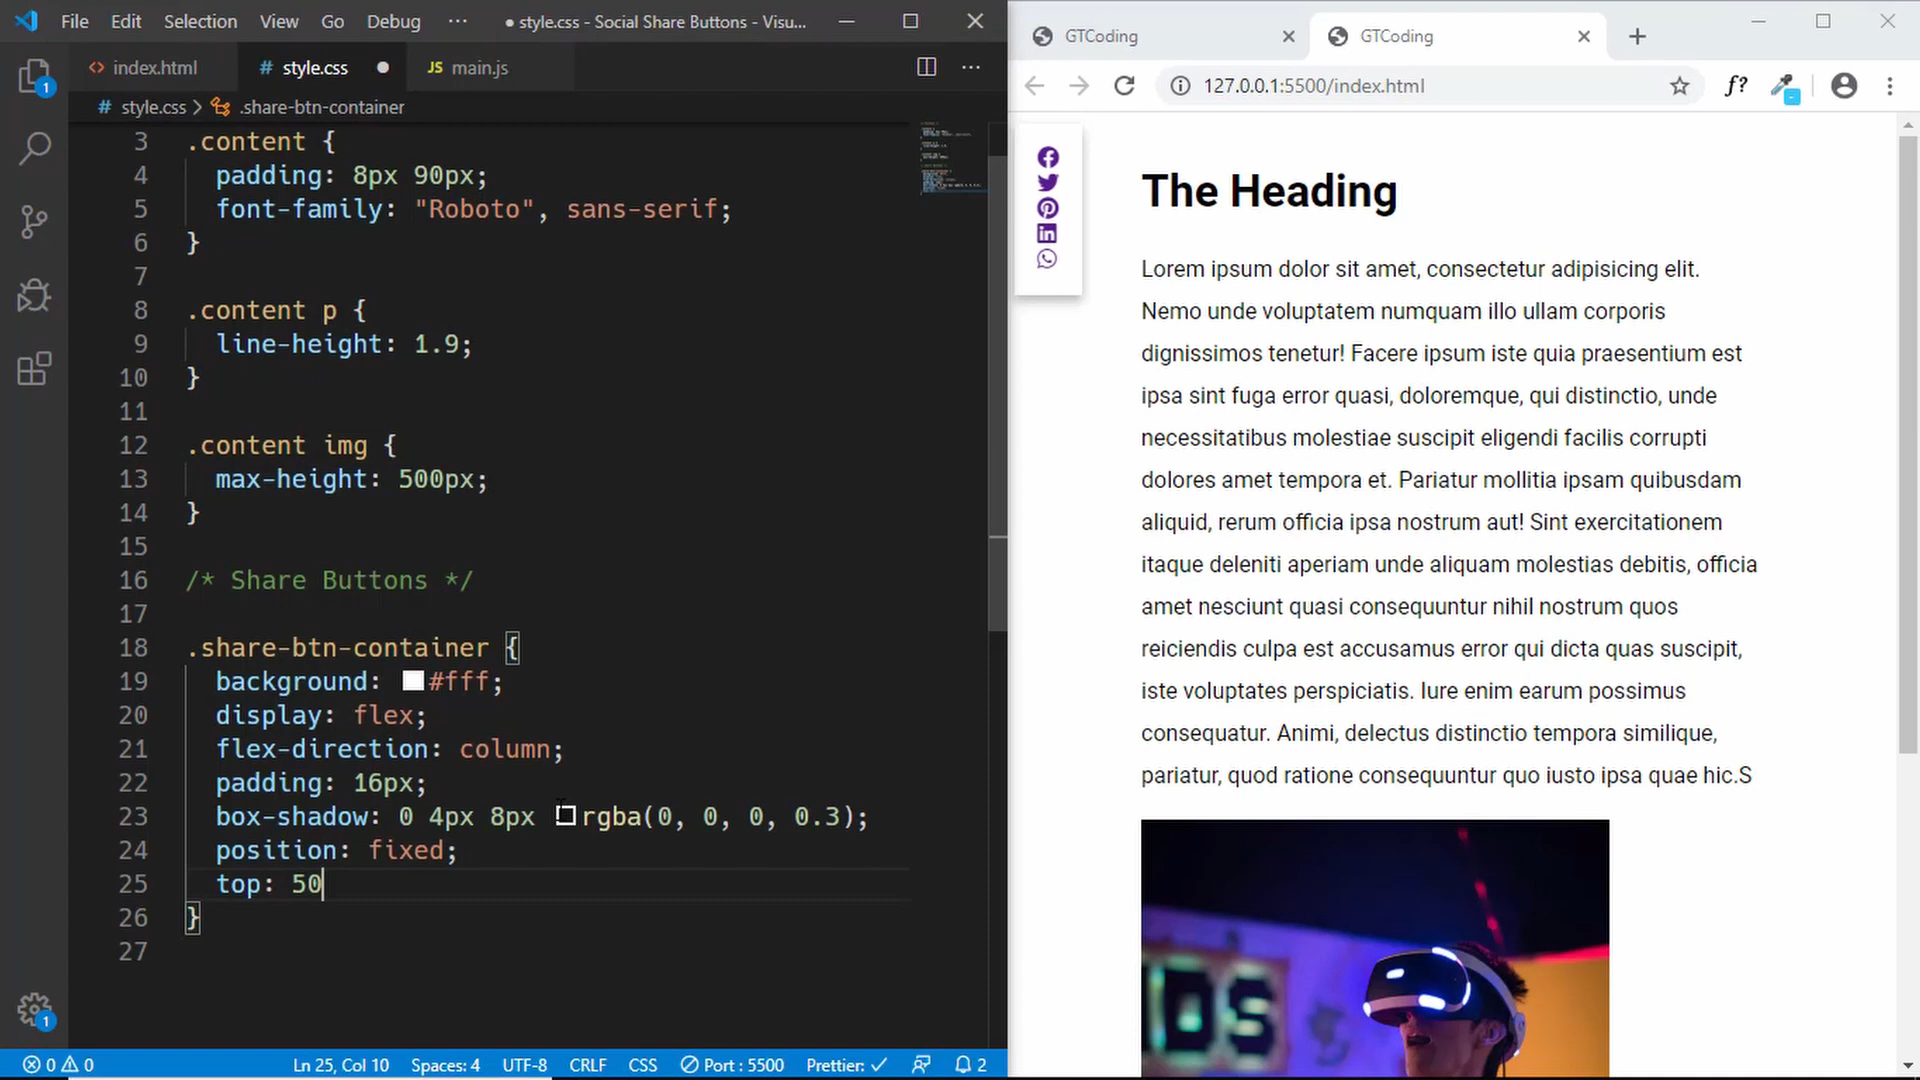 File Edit Selection View Go Debug ··· ● style.css - Social Share Buttons - Visu...
<> index.html # style.css ● JS main.js ···
# style.css > .share-btn-container
3 .content {
4 padding: 8px 90px;
5 font-family: "Roboto", sans-serif;
6 }
7
8 .content p {
9 line-height: 1.9;
10 }
11
12 .content img {
13 max-height: 500px;
14 }
15
16 /* Share Buttons */
17
18 .share-btn-container {
19 background: #fff;
20 display: flex;
21 flex-direction: column;
22 padding: 16px;
23 box-shadow: 0 4px 8px rgba(0, 0, 0, 0.3);
24 position: fixed;
25 top: 50
26 }
27
1
1
0 0 Ln 25, Col 10 Spaces: 4 UTF-8 CRLF CSS Port : 5500 Prettier: ✓ 2
GTCoding GTCoding
127.0.0.1:5500/index.html f?
The Heading
Lorem ipsum dolor sit amet, consectetur adipisicing elit.
Nemo unde voluptatem numquam illo ullam corporis
dignissimos tenetur! Facere ipsum iste quia praesentium est
ipsa sint fuga error quasi, doloremque, qui distinctio, unde
necessitatibus molestiae suscipit eligendi facilis corrupti
dolores amet tempora et. Pariatur mollitia ipsam quibusdam
aliquid, rerum officia ipsa nostrum aut! Sint exercitationem
itaque deleniti aperiam unde aliquam molestias debitis, officia
amet nesciunt quasi consequuntur nihil nostrum quos
reiciendis culpa est accusamus error qui dicta quas suscipit,
iste voluptates perspiciatis. Iure enim earum possimus
consequatur. Animi, delectus distinctio tempora similique,
pariatur, quod ratione consequuntur quo iusto ipsa quae hic.S